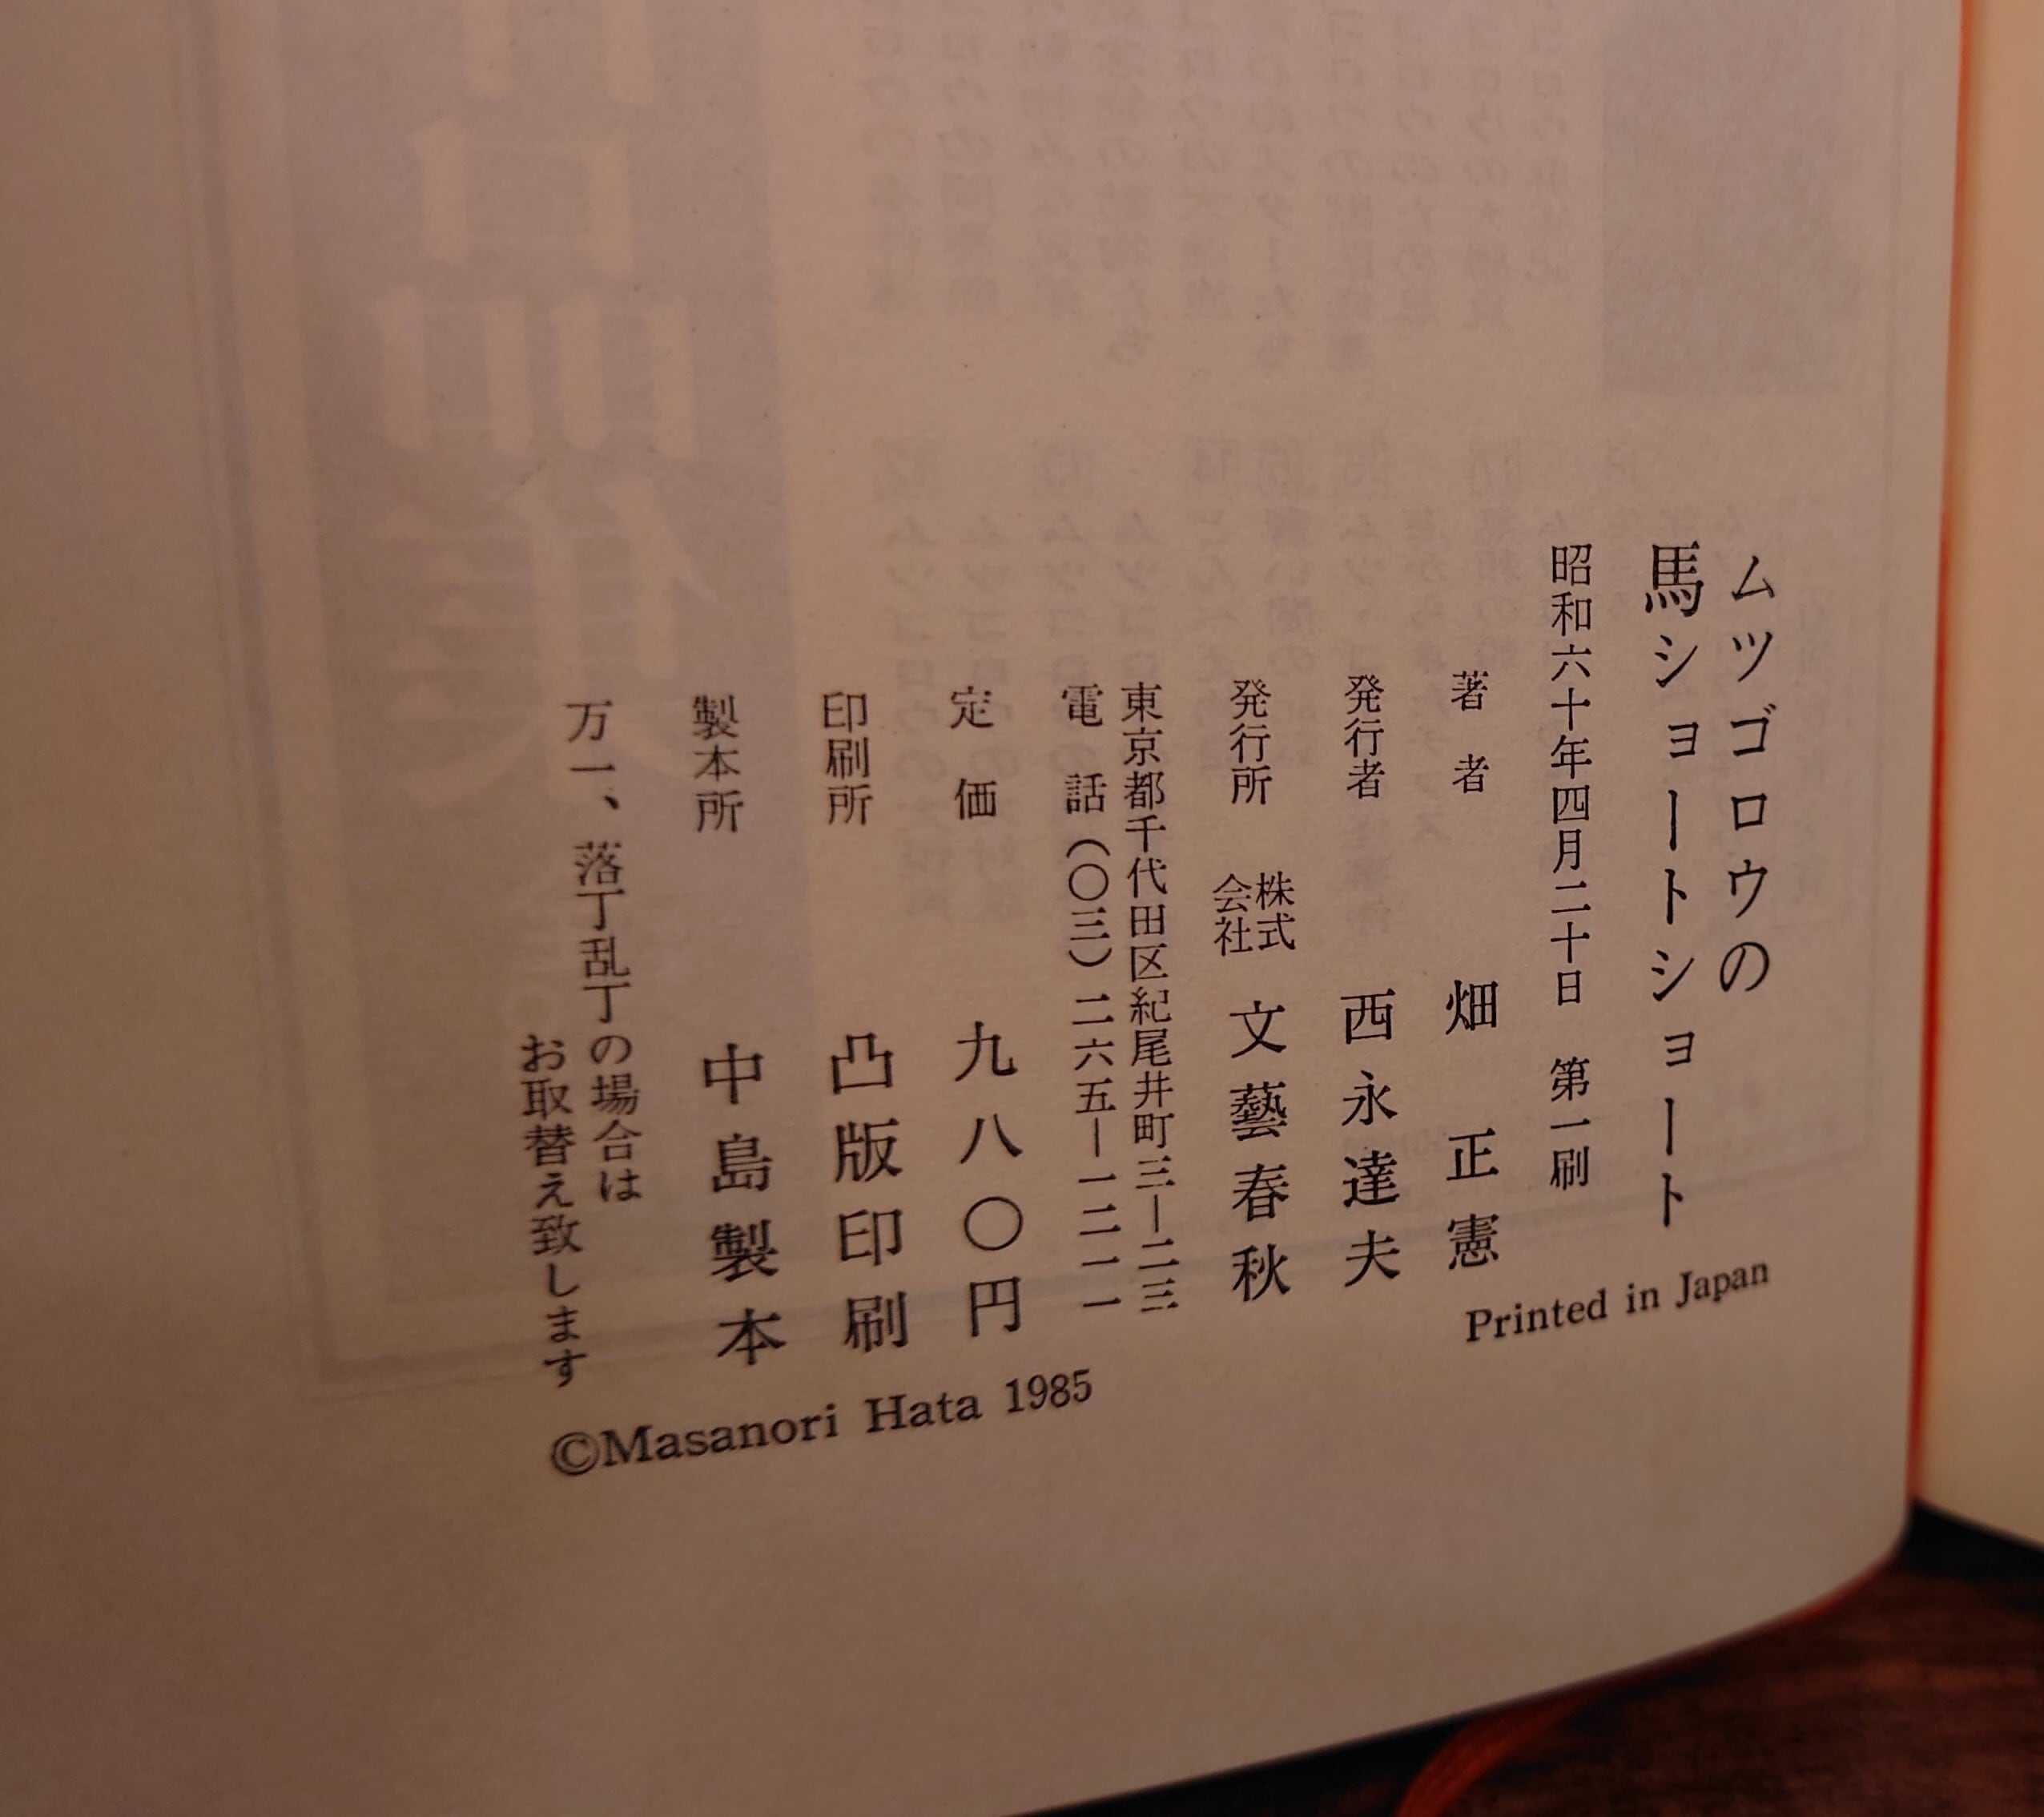 ムツゴロウの
馬ショートショート
昭和六十年四月二十日　第一刷
著　者　畑　正憲
発行者　西永達夫
発行所　株式会社　文藝春秋
東京都千代田区紀尾井町三―二三
電　話（〇三）二六五―一二一一
定　価　九八〇円
印刷所　凸版印刷
製本所　中島製本
万一、落丁乱丁の場合は
お取替え致します
Printed in Japan
©Masanori Hata 1985